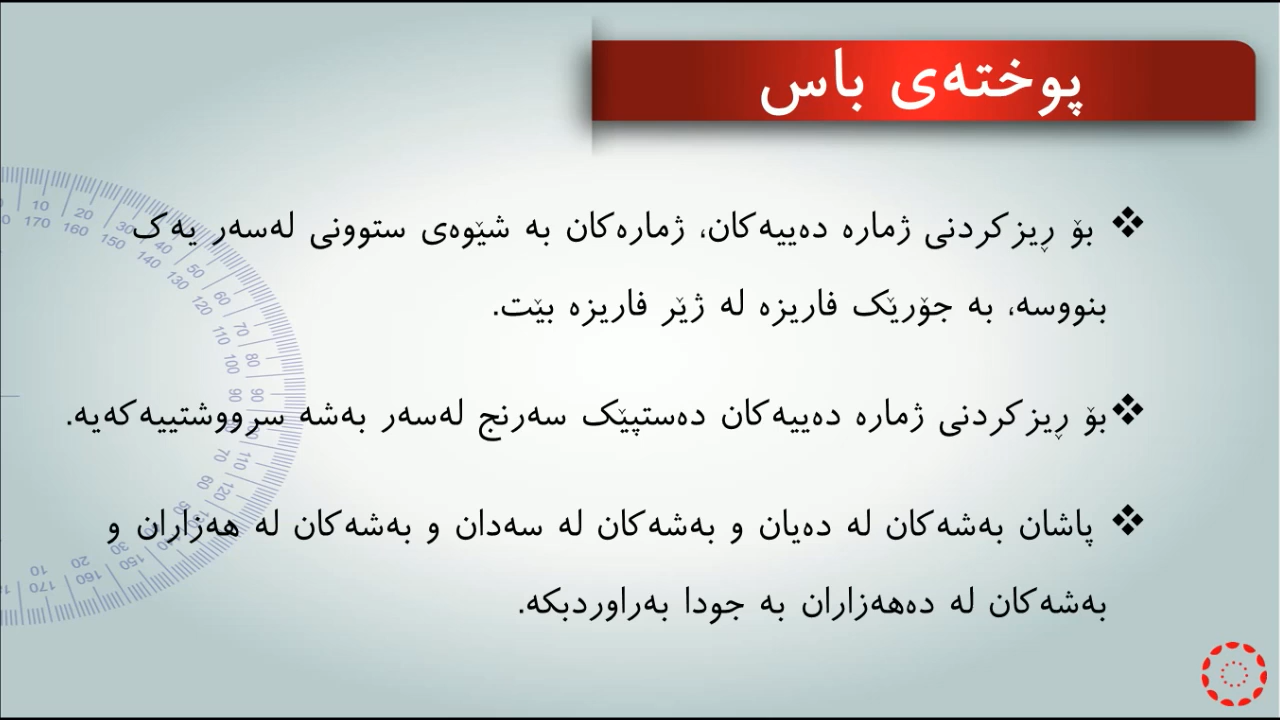 پوختەی باس
❖ بۆ ڕیزکردنی ژمارە دەییەکان، ژمارەکان بە شێوەی ستوونی لەسەر یەک
بنووسە، بە جۆرێک فاریزە لە ژێر فاریزە بێت.
❖ بۆ ڕیزکردنی ژمارە دەییەکان دەستپێک سەرنج لەسەر بەشە سرووشتییەکەیە.
❖ پاشان بەشەکان لە دەیان و بەشەکان لە سەدان و بەشەکان لە هەزاران و
بەشەکان لە دەهەزاران بە جودا بەراوردبکە.